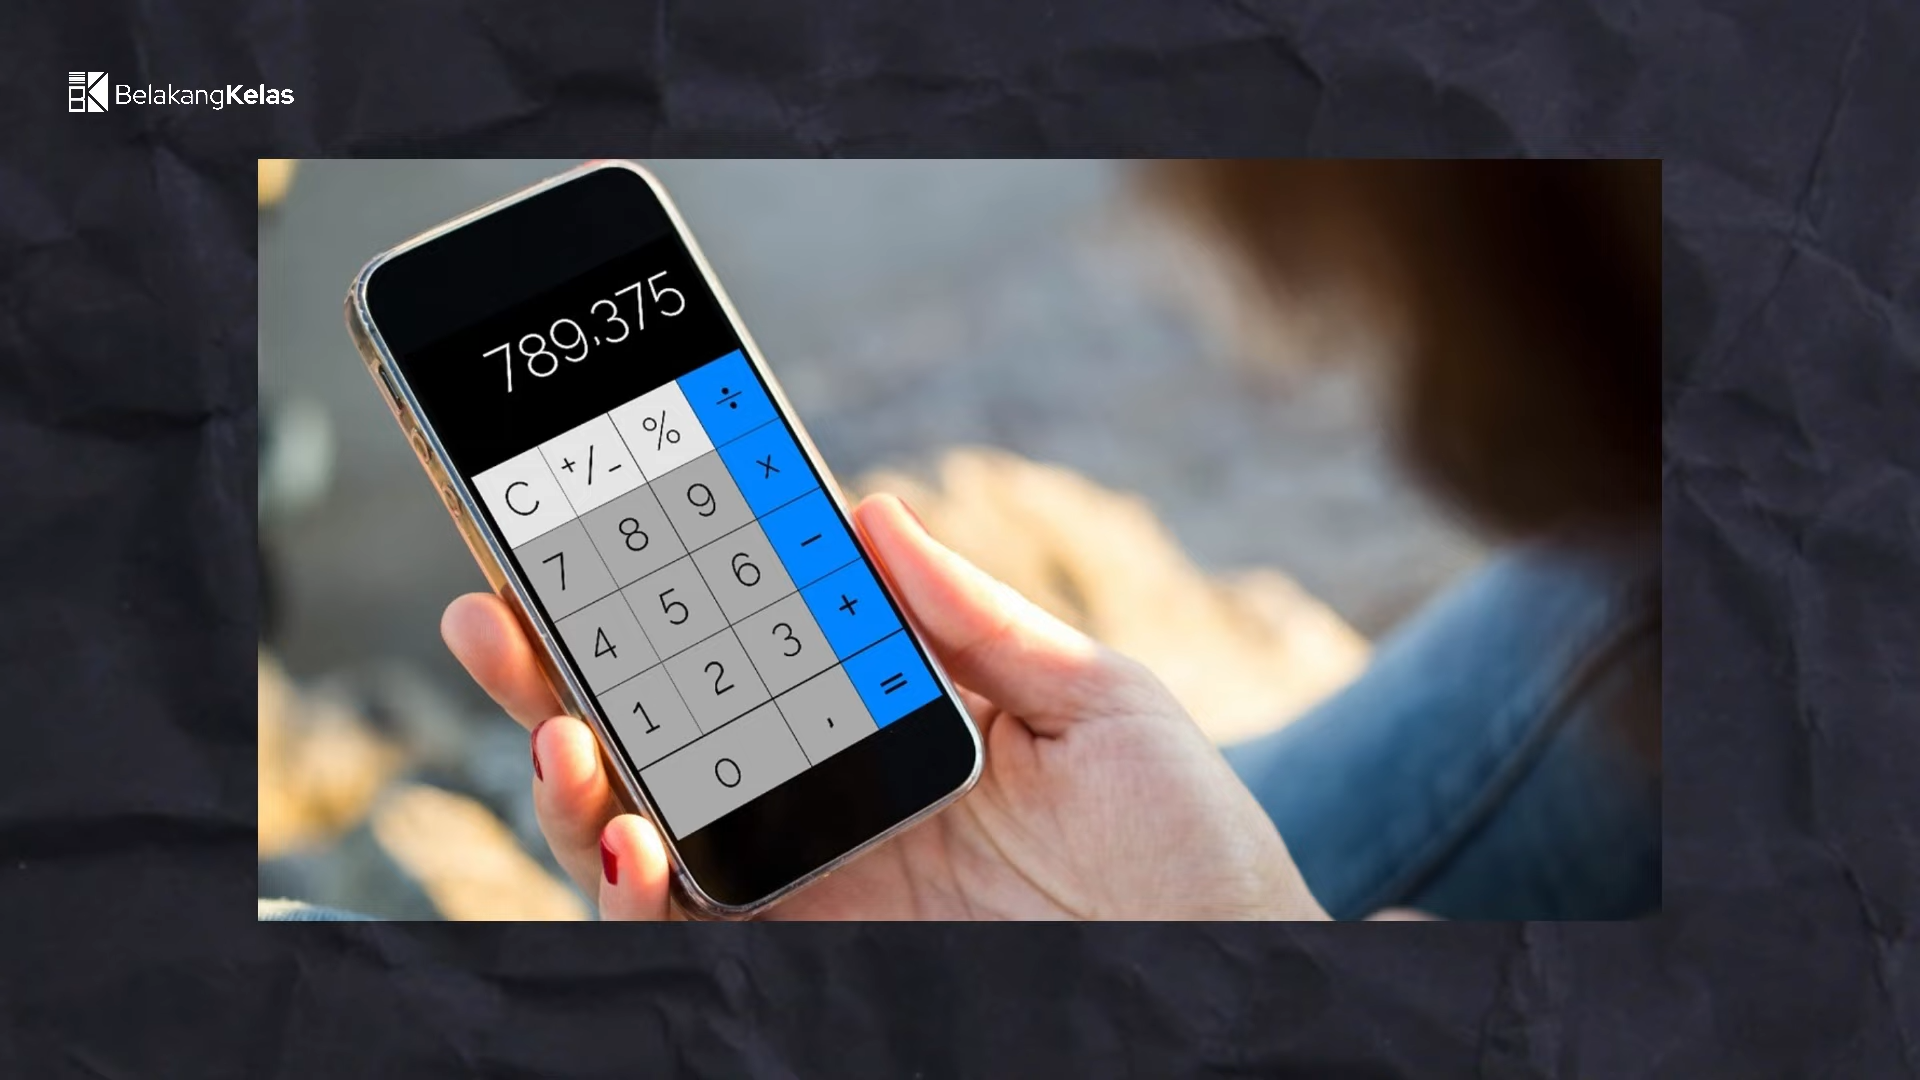 BelakangKelas
789,375
C +/- % ÷
7 8 9 ×
4 5 6 −
1 2 3 +
0 , =